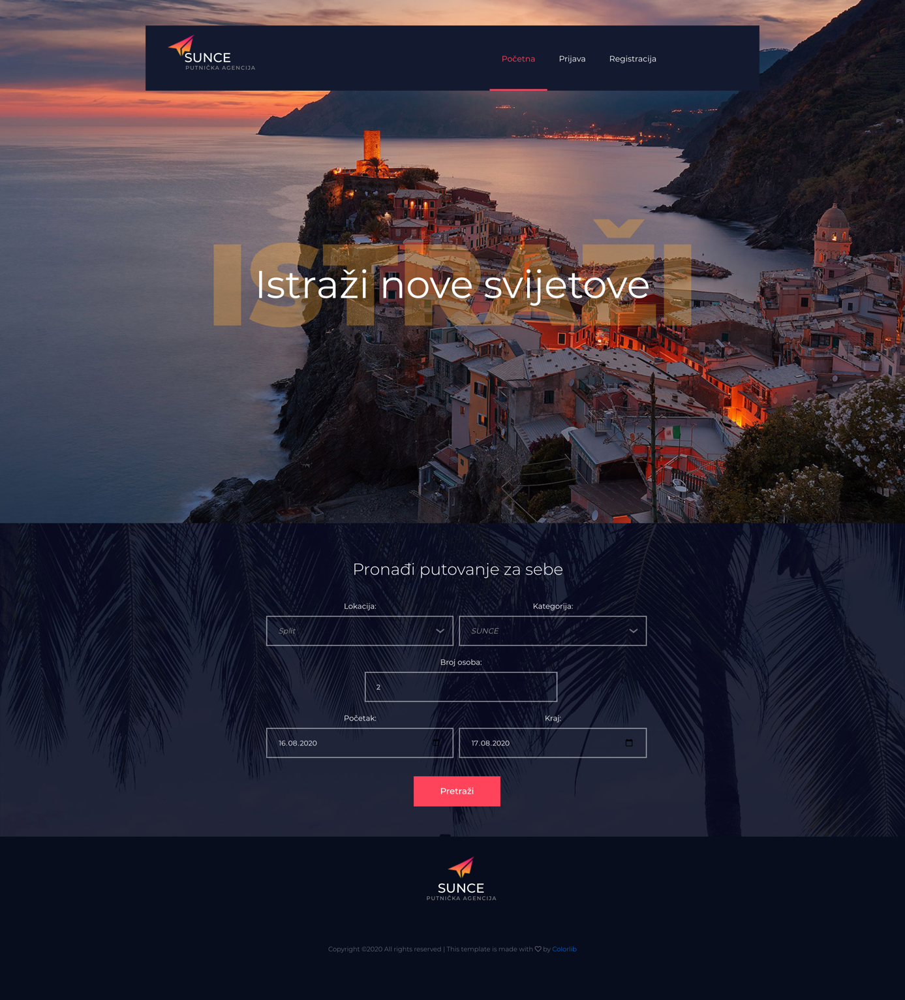 SUNCE
PUTNIČKA AGENCIJA
Početna Prijava Registracija
ISTRAŽI
Istraži nove svijetove
Pronađi putovanje za sebe
Lokacija: Kategorija:
Split SUNCE
Broj osoba:
2
Početak: Kraj:
16.08.2020 17.08.2020
Pretraži
SUNCE
PUTNIČKA AGENCIJA
Copyright ©2020 All rights reserved | This template is made with ♡ by Colorlib